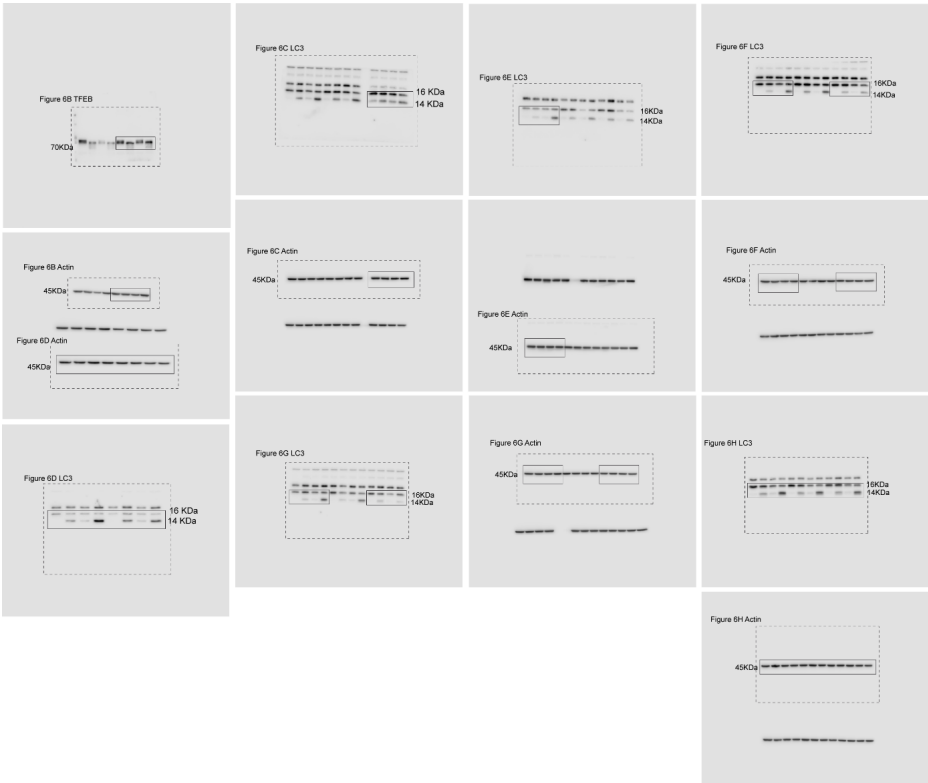 Figure 6B TFEB
70KDa
Figure 6C LC3
16 KDa
14 KDa
Figure 6E LC3
16KDa
14KDa
Figure 6F LC3
16KDa
14KDa
Figure 6B Actin
45KDa
Figure 6D Actin
45KDa
Figure 6C Actin
45KDa
Figure 6E Actin
45KDa
Figure 6F Actin
45KDa
Figure 6D LC3
16 KDa
14 KDa
Figure 6G LC3
16KDa
14KDa
Figure 6G Actin
45KDa
Figure 6H LC3
16KDa
14KDa
Figure 6H Actin
45KDa